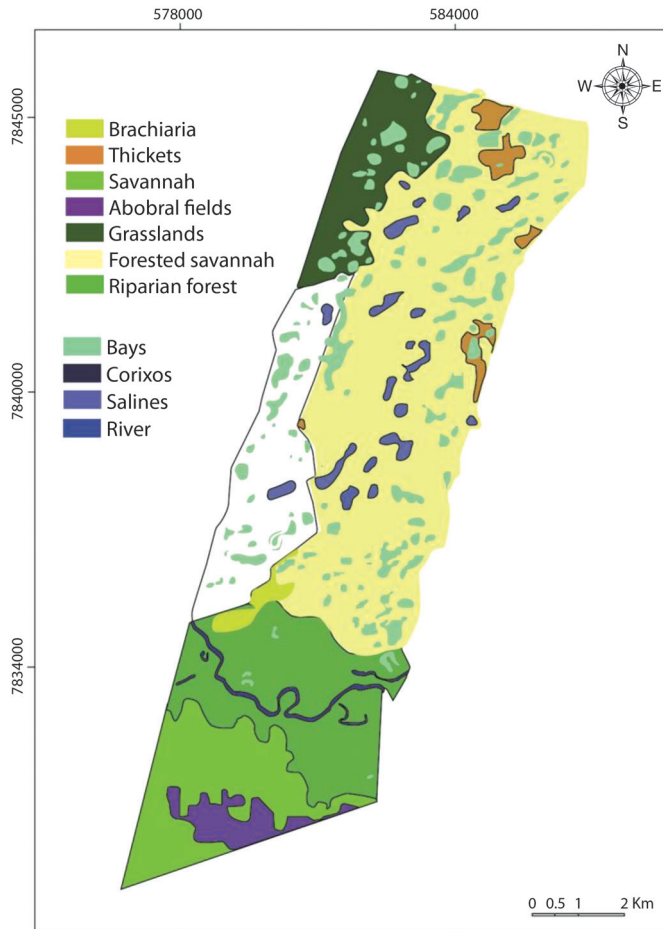 578000
584000
N
W E
S
7845000
Brachiaria
Thickets
Savannah
Abobral fields
Grasslands
Forested savannah
Riparian forest
Bays
Corixos
Salines
River
7840000
7834000
0 0.5 1 2 Km